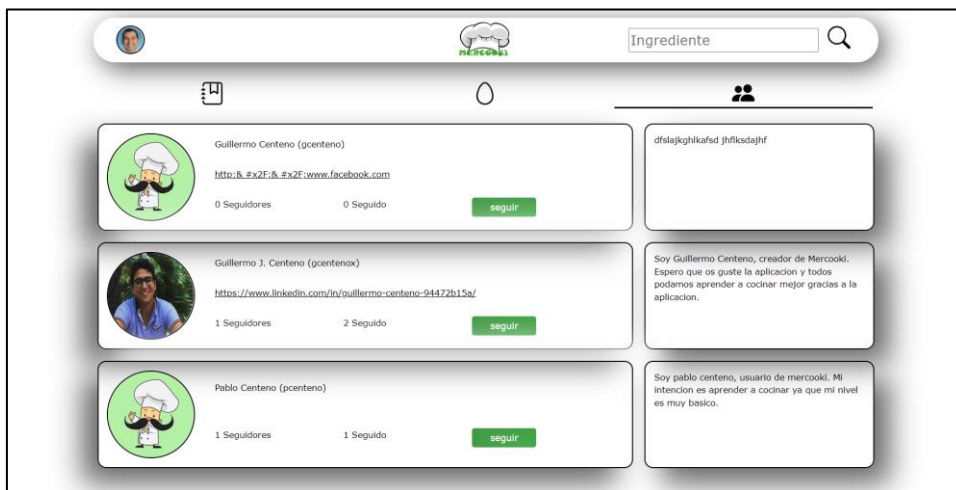 MERCOOKI
Ingrediente
Guillermo Centeno (gcenteno)
http:& #x2F;& #x2F;www.facebook.com
0 Seguidores 0 Seguido seguir
dfslajkghlkafsd jhflksdajhf
Guillermo J. Centeno (gcentenox)
https://www.linkedin.com/in/guillermo-centeno-94472b15a/
1 Seguidores 2 Seguido seguir
Soy Guillermo Centeno, creador de Mercooki.
Espero que os guste la aplicacion y todos
podamos aprender a cocinar mejor gracias a la
aplicacion.
Pablo Centeno (pcenteno)
1 Seguidores 1 Seguido seguir
Soy pablo centeno, usuario de mercooki. Mi
intencion es aprender a cocinar ya que mi nivel
es muy basico.